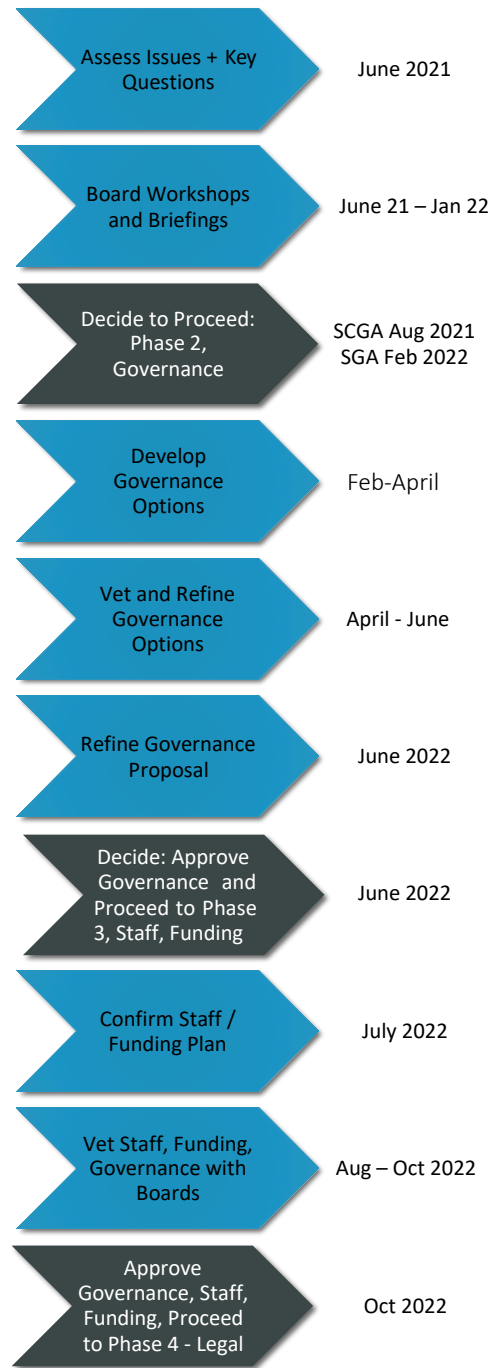 Assess Issues + Key
Questions
June 2021
Board Workshops
and Briefings
June 21 – Jan 22
Decide to Proceed:
Phase 2,
Governance
SCGA Aug 2021
SGA Feb 2022
Develop
Governance
Options
Feb-April
Vet and Refine
Governance
Options
April - June
Refine Governance
Proposal
June 2022
Decide: Approve
Governance and
Proceed to Phase
3, Staff, Funding
June 2022
Confirm Staff /
Funding Plan
July 2022
Vet Staff, Funding,
Governance with
Boards
Aug – Oct 2022
Approve
Governance, Staff,
Funding, Proceed
to Phase 4 - Legal
Oct 2022